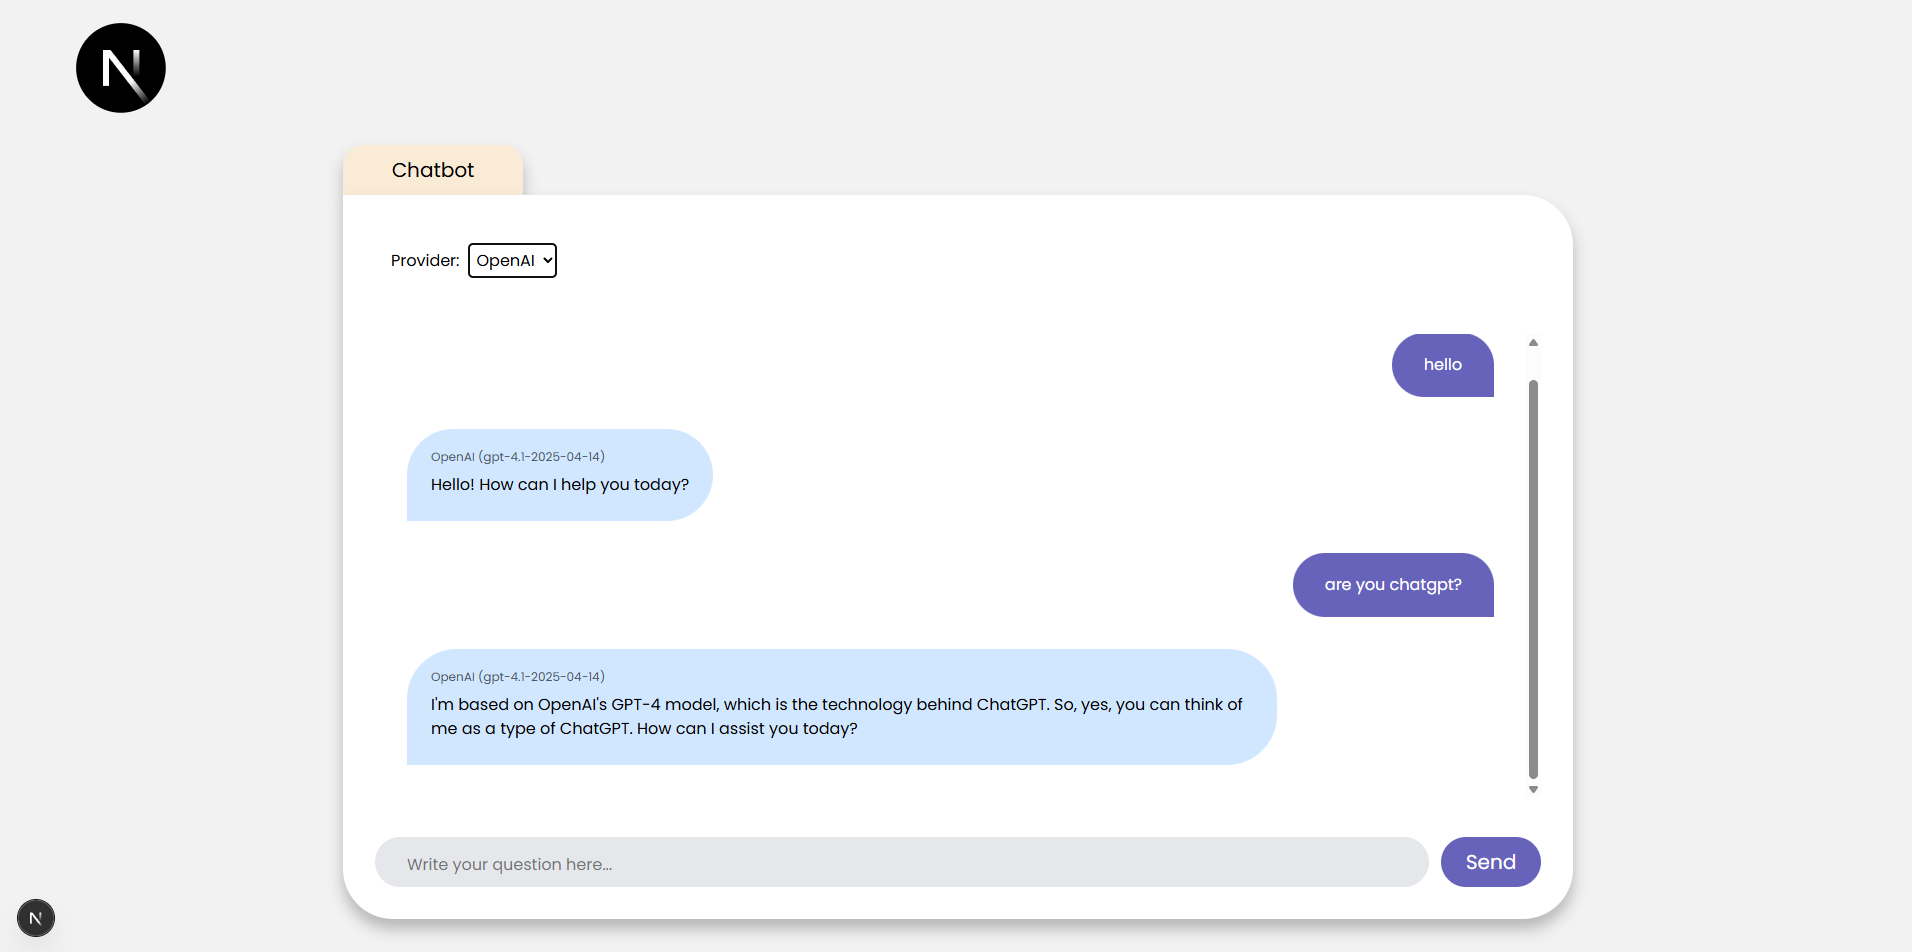 N
Chatbot
Provider: OpenAI
hello
OpenAI (gpt-4.1-2025-04-14)
Hello! How can I help you today?
are you chatgpt?
OpenAI (gpt-4.1-2025-04-14)
I'm based on OpenAI's GPT-4 model, which is the technology behind ChatGPT. So, yes, you can think of
me as a type of ChatGPT. How can I assist you today?
Write your question here...
Send
N